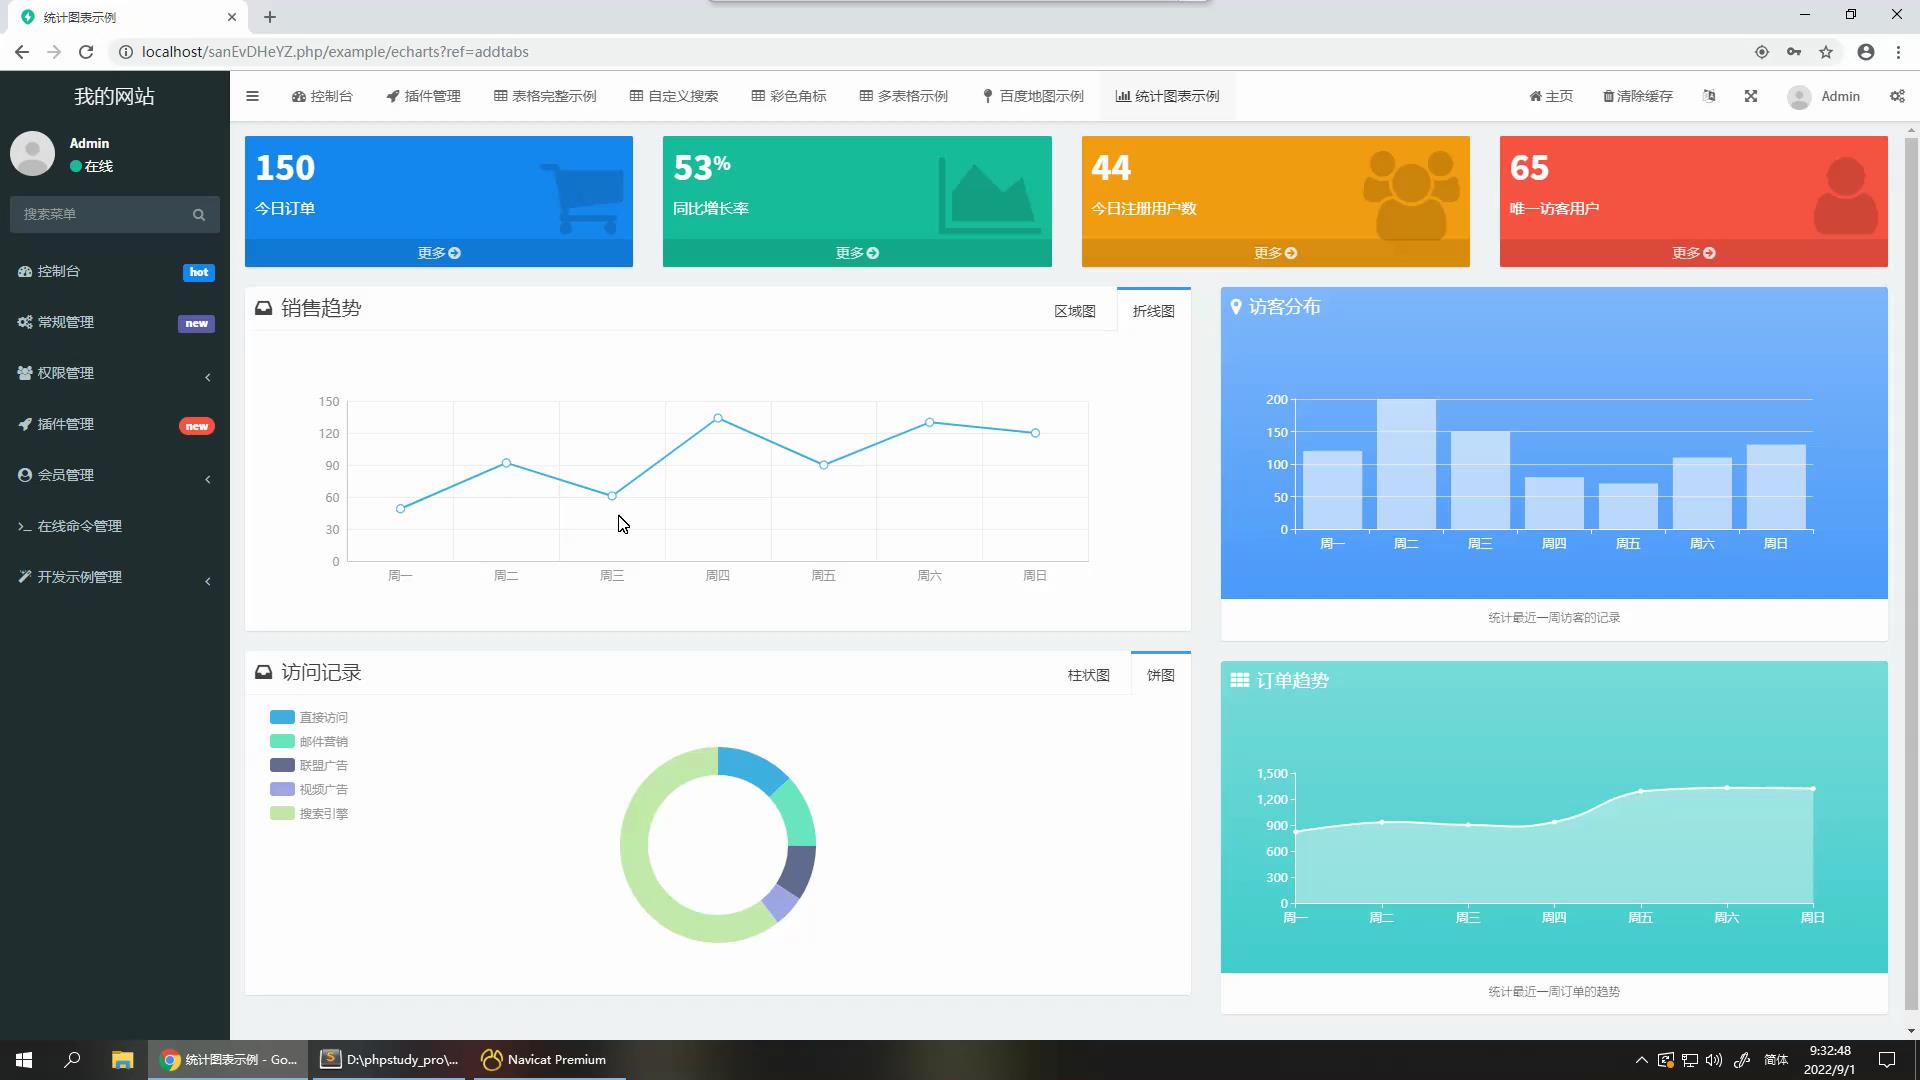 统计图表示例
localhost/sanEvDHeYZ.php/example/echarts?ref=addtabs
我的网站
控制台
插件管理
表格完整示例
自定义搜索
彩色角标
多表格示例
百度地图示例
统计图表示例
主页
清除缓存
Admin
Admin
在线
搜索菜单
控制台 hot
常规管理 new
权限管理
插件管理 new
会员管理
在线命令管理
开发示例管理
150
今日订单
更多
53%
同比增长率
更多
44
今日注册用户数
更多
65
唯一访客用户
更多
销售趋势
区域图
折线图
150
120
90
60
30
0
周一 周二 周三 周四 周五 周六 周日
访客分布
200
150
100
50
0
周一 周二 周三 周四 周五 周六 周日
统计最近一周访客的记录
访问记录
柱状图
饼图
直接访问
邮件营销
联盟广告
视频广告
搜索引擎
订单趋势
1,500
1,200
900
600
300
0
周一 周二 周三 周四 周五 周六 周日
统计最近一周订单的趋势
统计图表示例 - Go...
D:\phpstudy_pro\...
Navicat Premium
简体
9:32:48
2022/9/1